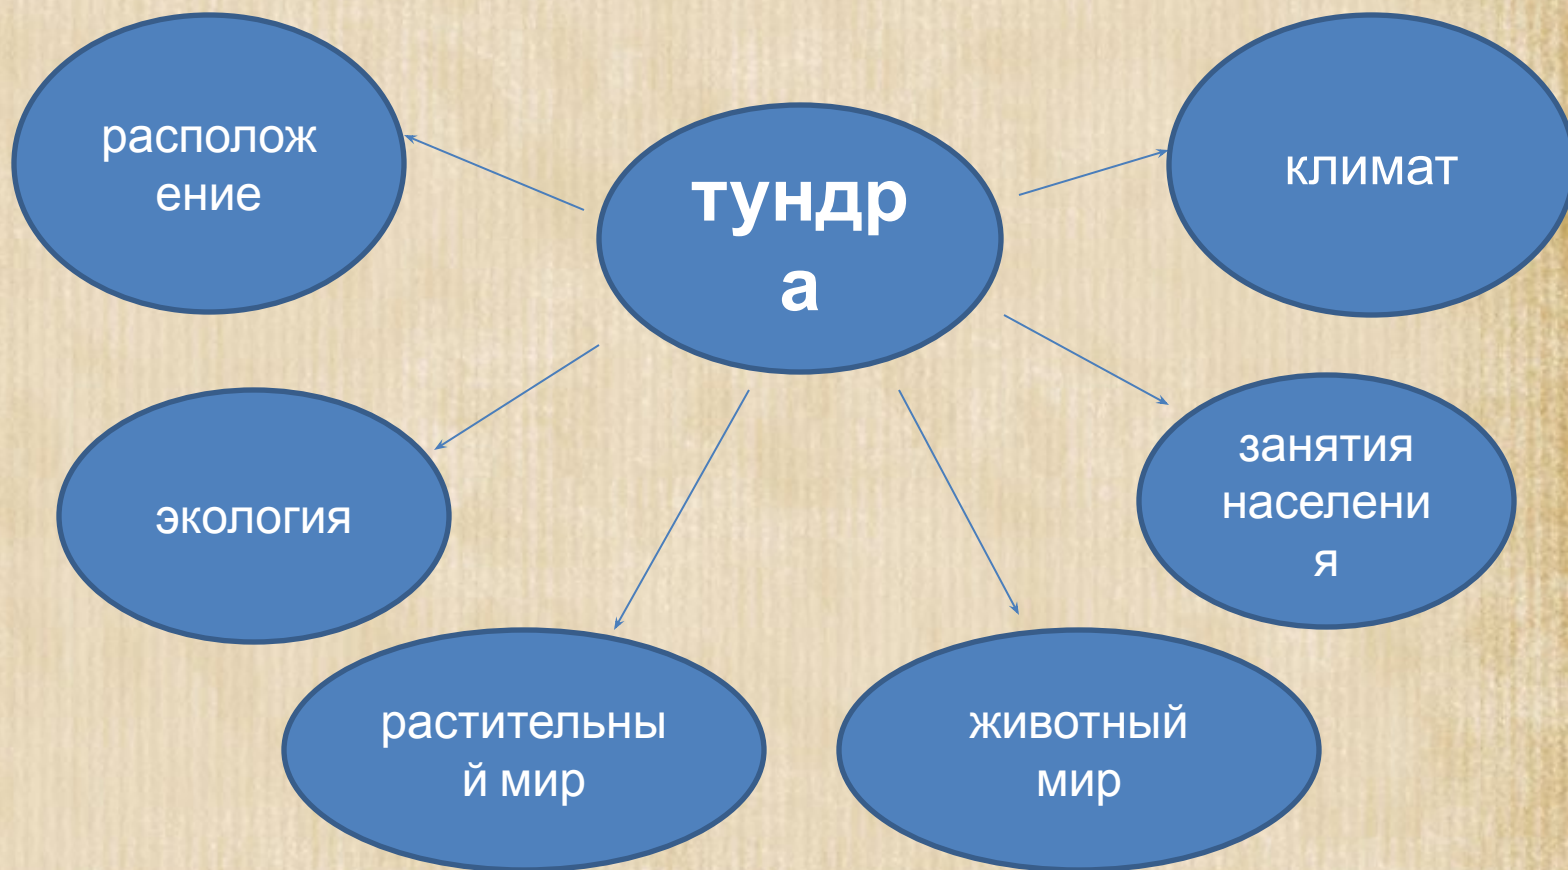 располож
ение
тундр
а
климат
экология
занятия
населени
я
растительны
й мир
животный
мир